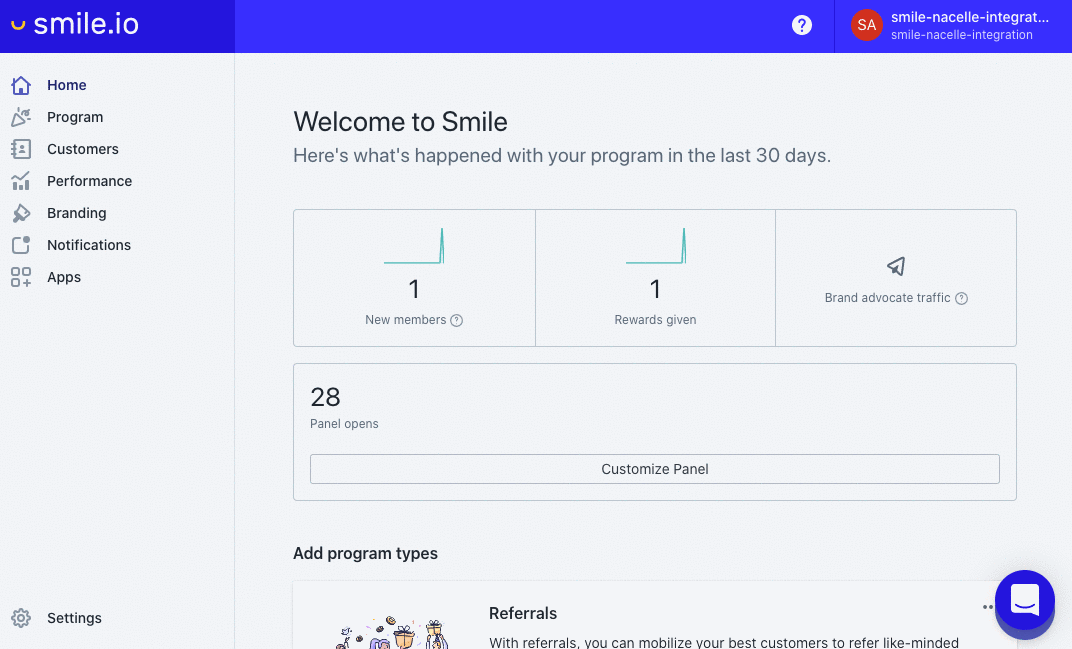 smile.io
smile-nacelle-integrat...
SA
smile-nacelle-integration
Home
Program
Customers
Performance
Branding
Notifications
Apps
Settings
Welcome to Smile
Here's what's happened with your program in the last 30 days.
1
New members
1
Rewards given
Brand advocate traffic
28
Panel opens
Customize Panel
Add program types
Referrals
With referrals, you can mobilize your best customers to refer like-minded